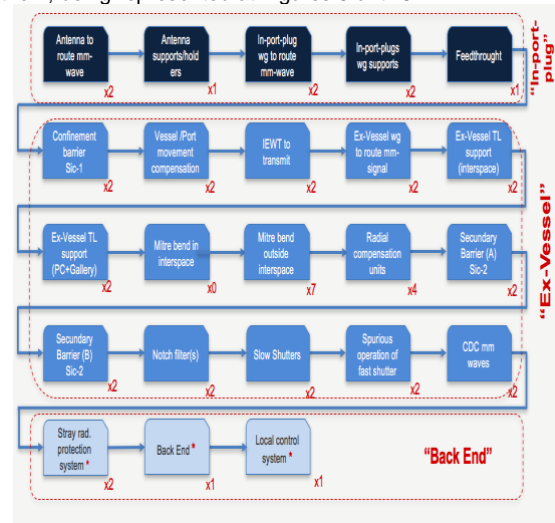 Antenna to
route mm-
wave
x2
Antenna
supports/hold
ers
x1
In-port-plug
wg to route
mm-wave
x2
In-port-plugs
wg supports
x2
Feedthrought
x1
"In-port-
plug"
Confinement
barrier
Sic-1
x2
Vessel /Port
movement
compensation
x2
IEWT to
transmit
x2
Ex-Vessel wg
to route mm-
signal
x2
Ex-Vessel TL
support
(interspace)
x2
Ex-Vessel TL
support
(PC+Gallery)
x2
Mitre bend in
interspace
x0
Mitre bend
outside
interspace
x7
Radial
compensation
units
x4
Secundary
Barrier (A)
Sic-2
x2
"Ex-Vessel"
Secundary
Barrier (B)
Sic-2
x2
Notch filter(s)
x2
Slow Shutters
x2
Spurious
operation of
fast shutter
x2
CDC mm
waves
x2
Stray rad.
protection
system *
x2
Back End *
x1
Local control
system *
x1
"Back End"